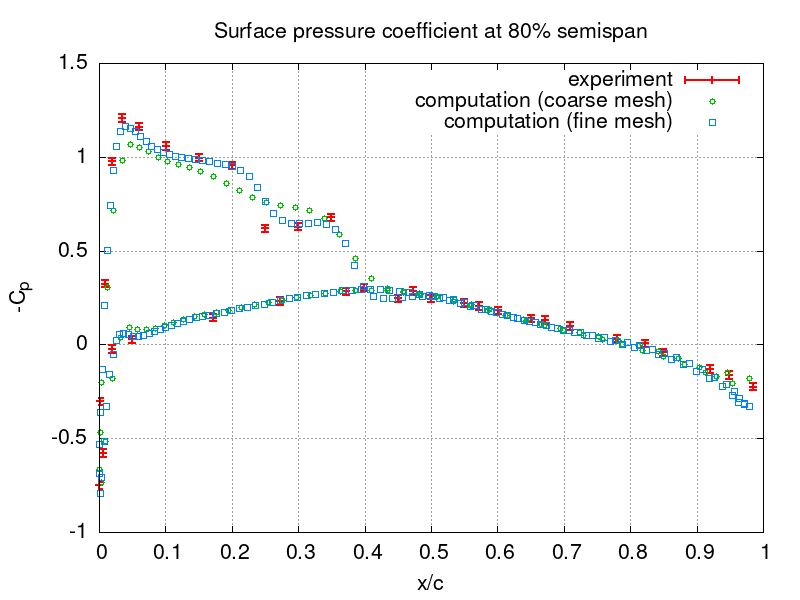 Surface pressure coefficient at 80% semispan
1.5
experiment
computation (coarse mesh)
computation (fine mesh)
1
0.5
-Cp
0
-0.5
-1
0 0.1 0.2 0.3 0.4 0.5 0.6 0.7 0.8 0.9 1
x/c